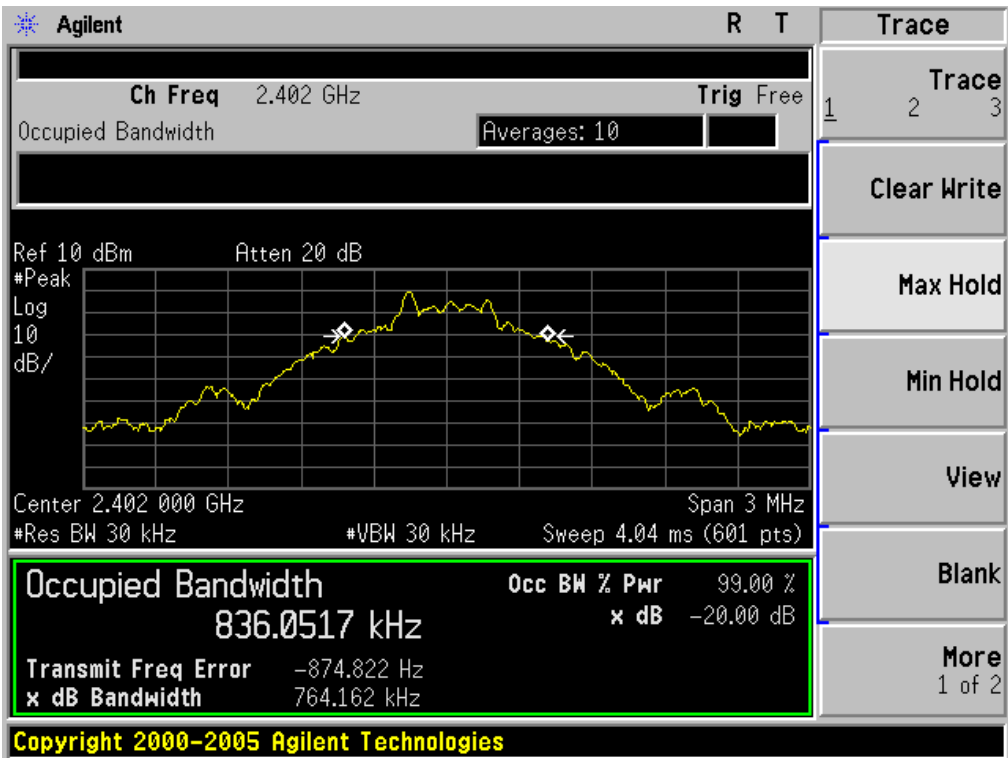 Agilent R T
Trace
Ch Freq 2.402 GHz Trig Free
Occupied Bandwidth Averages: 10
Ref 10 dBm Atten 20 dB
#Peak
Log
10
dB/
Center 2.402 000 GHz Span 3 MHz
#Res BW 30 kHz #VBW 30 kHz Sweep 4.04 ms (601 pts)
Occupied Bandwidth
836.0517 kHz
Occ BW % Pwr 99.00 %
x dB -20.00 dB
Transmit Freq Error -874.822 Hz
x dB Bandwidth 764.162 kHz
Trace
1 2 3
Clear Write
Max Hold
Min Hold
View
Blank
More
1 of 2
Copyright 2000-2005 Agilent Technologies